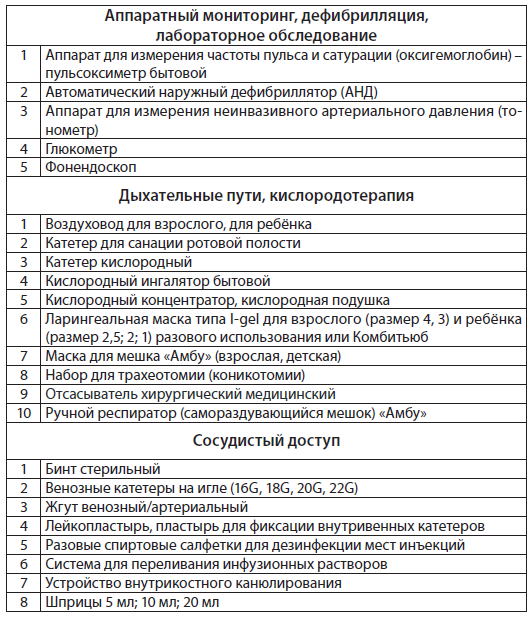 Аппаратный мониторинг, дефибрилляция,
лабораторное обследование
1 Аппарат для измерения частоты пульса и сатурации (оксигемоглобин) –
пульсоксиметр бытовой
2 Автоматический наружный дефибриллятор (АНД)
3 Аппарат для измерения неинвазивного артериального давления (то-
нометр)
4 Глюкометр
5 Фонендоскоп
Дыхательные пути, кислородотерапия
1 Воздуховод для взрослого, для ребёнка
2 Катетер для санации ротовой полости
3 Катетер кислородный
4 Кислородный ингалятор бытовой
5 Кислородный концентратор, кислородная подушка
6 Ларингеальная маска типа I-gel для взрослого (размер 4, 3) и ребёнка
(размер 2,5; 2; 1) разового использования или Комбитьюб
7 Маска для мешка «Амбу» (взрослая, детская)
8 Набор для трахеотомии (коникотомии)
9 Отсасыватель хирургический медицинский
10 Ручной респиратор (самораздувающийся мешок) «Амбу»
Сосудистый доступ
1 Бинт стерильный
2 Венозные катетеры на игле (16G, 18G, 20G, 22G)
3 Жгут венозный/артериальный
4 Лейкопластырь, пластырь для фиксации внутривенных катетеров
5 Разовые спиртовые салфетки для дезинфекции мест инъекций
6 Система для переливания инфузионных растворов
7 Устройство внутрикостного канюлирования
8 Шприцы 5 мл; 10 мл; 20 мл